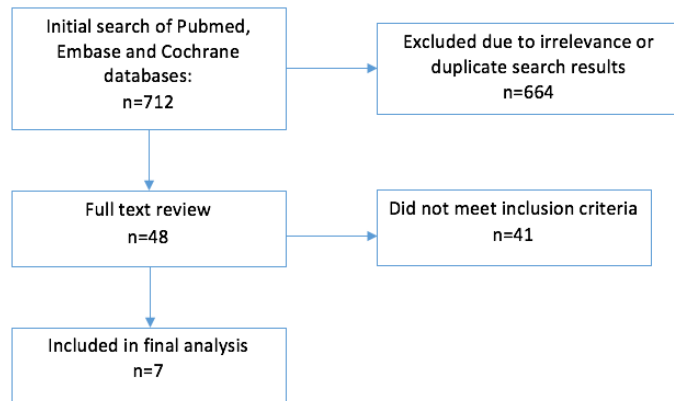 Initial search of Pubmed,
Embase and Cochrane
databases:
n=712
Excluded due to irrelevance or
duplicate search results
n=664
Full text review
n=48
Did not meet inclusion criteria
n=41
Included in final analysis
n=7